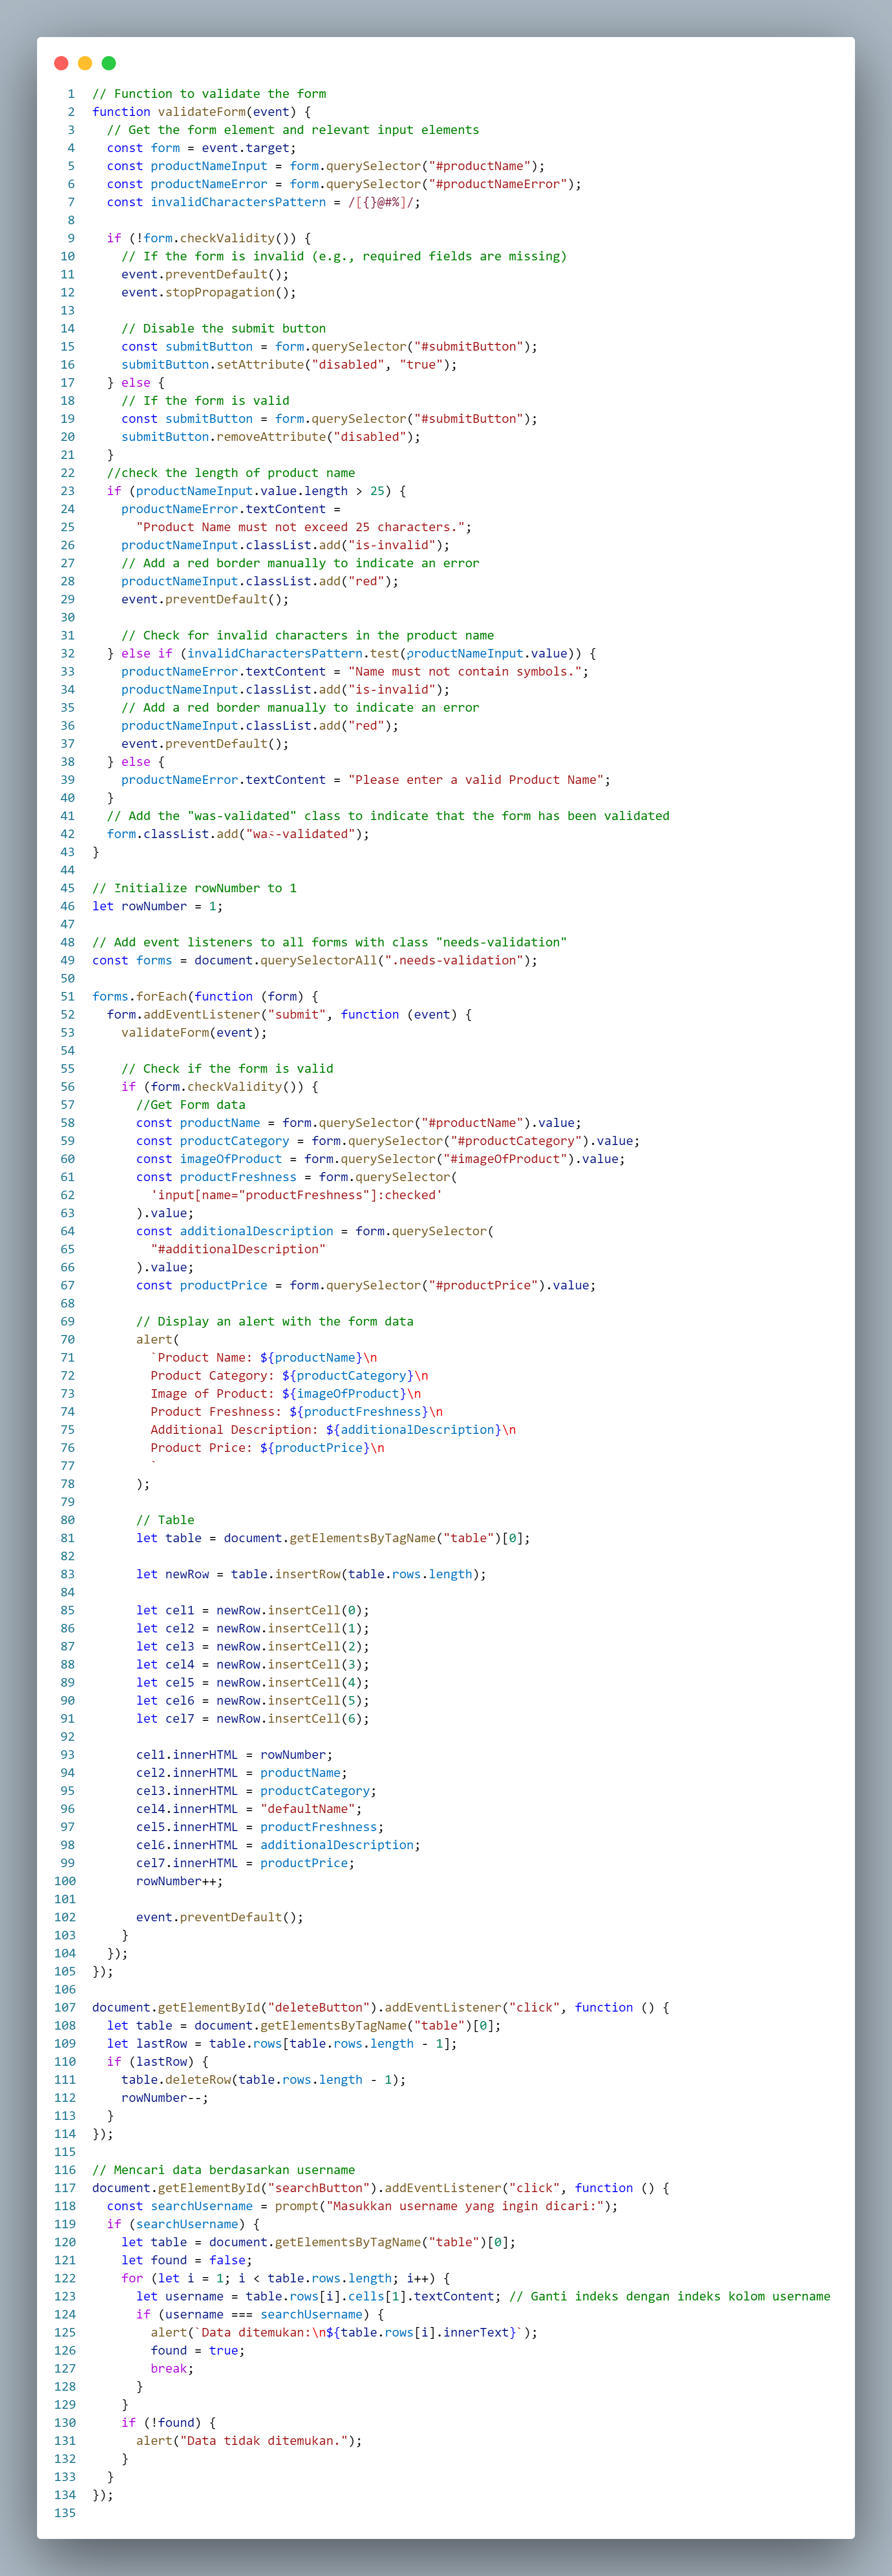 1 // Function to validate the form
2 function validateForm(event) {
3   // Get the form element and relevant input elements
4   const form = event.target;
5   const productNameInput = form.querySelector("#productName");
6   const productNameError = form.querySelector("#productNameError");
7   const invalidCharactersPattern = /[{}@#%]/;
8
9   if (!form.checkValidity()) {
10     // If the form is invalid (e.g., required fields are missing)
11     event.preventDefault();
12     event.stopPropagation();
13
14     // Disable the submit button
15     const submitButton = form.querySelector("#submitButton");
16     submitButton.setAttribute("disabled", "true");
17   } else {
18     // If the form is valid
19     const submitButton = form.querySelector("#submitButton");
20     submitButton.removeAttribute("disabled");
21   }
22   //check the length of product name
23   if (productNameInput.value.length > 25) {
24     productNameError.textContent =
25       "Product Name must not exceed 25 characters.";
26     productNameInput.classList.add("is-invalid");
27     // Add a red border manually to indicate an error
28     productNameInput.classList.add("red");
29     event.preventDefault();
30
31     // Check for invalid characters in the product name
32   } else if (invalidCharactersPattern.test(productNameInput.value)) {
33     productNameError.textContent = "Name must not contain symbols.";
34     productNameInput.classList.add("is-invalid");
35     // Add a red border manually to indicate an error
36     productNameInput.classList.add("red");
37     event.preventDefault();
38   } else {
39     productNameError.textContent = "Please enter a valid Product Name";
40   }
41   // Add the "was-validated" class to indicate that the form has been validated
42   form.classList.add("was-validated");
43 }
44
45 // Initialize rowNumber to 1
46 let rowNumber = 1;
47
48 // Add event listeners to all forms with class "needs-validation"
49 const forms = document.querySelectorAll(".needs-validation");
50
51 forms.forEach(function (form) {
52   form.addEventListener("submit", function (event) {
53     validateForm(event);
54
55     // Check if the form is valid
56     if (form.checkValidity()) {
57       //Get Form data
58       const productName = form.querySelector("#productName").value;
59       const productCategory = form.querySelector("#productCategory").value;
60       const imageOfProduct = form.querySelector("#imageOfProduct").value;
61       const productFreshness = form.querySelector(
62         'input[name="productFreshness"]:checked'
63       ).value;
64       const additionalDescription = form.querySelector(
65         "#additionalDescription"
66       ).value;
67       const productPrice = form.querySelector("#productPrice").value;
68
69       // Display an alert with the form data
70       alert(
71         `Product Name: ${productName}\n
72         Product Category: ${productCategory}\n
73         Image of Product: ${imageOfProduct}\n
74         Product Freshness: ${productFreshness}\n
75         Additional Description: ${additionalDescription}\n
76         Product Price: ${productPrice}\n
77         `
78       );
79
80       // Table
81       let table = document.getElementsByTagName("table")[0];
82
83       let newRow = table.insertRow(table.rows.length);
84
85       let cel1 = newRow.insertCell(0);
86       let cel2 = newRow.insertCell(1);
87       let cel3 = newRow.insertCell(2);
88       let cel4 = newRow.insertCell(3);
89       let cel5 = newRow.insertCell(4);
90       let cel6 = newRow.insertCell(5);
91       let cel7 = newRow.insertCell(6);
92
93       cel1.innerHTML = rowNumber;
94       cel2.innerHTML = productName;
95       cel3.innerHTML = productCategory;
96       cel4.innerHTML = "defaultName";
97       cel5.innerHTML = productFreshness;
98       cel6.innerHTML = additionalDescription;
99       cel7.innerHTML = productPrice;
100       rowNumber++;
101
102       event.preventDefault();
103     }
104   });
105 });
106
107 document.getElementById("deleteButton").addEventListener("click", function () {
108   let table = document.getElementsByTagName("table")[0];
109   let lastRow = table.rows[table.rows.length - 1];
110   if (lastRow) {
111     table.deleteRow(table.rows.length - 1);
112     rowNumber--;
113   }
114 });
115
116 // Mencari data berdasarkan username
117 document.getElementById("searchButton").addEventListener("click", function () {
118   const searchUsername = prompt("Masukkan username yang ingin dicari:");
119   if (searchUsername) {
120     let table = document.getElementsByTagName("table")[0];
121     let found = false;
122     for (let i = 1; i < table.rows.length; i++) {
123       let username = table.rows[i].cells[1].textContent; // Ganti indeks dengan indeks kolom username
124       if (username === searchUsername) {
125         alert(`Data ditemukan:\n${table.rows[i].innerText}`);
126         found = true;
127         break;
128       }
129     }
130     if (!found) {
131       alert("Data tidak ditemukan.");
132     }
133   }
134 });
135